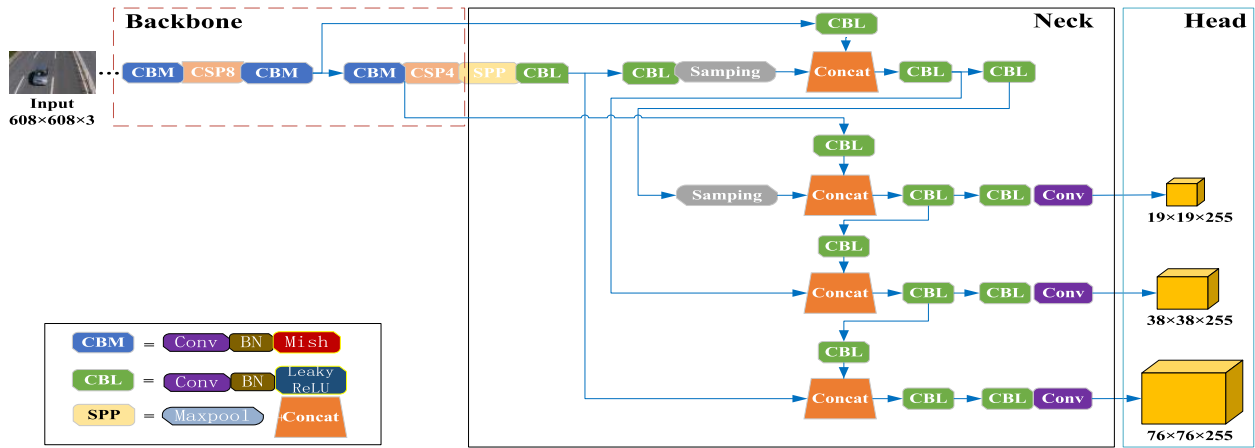 Backbone
Neck
Head
CBL
CBM CSP8 CBM CBM CSP4 SPP CBL CBL Samping Concat CBL CBL
Input
608×608×3
CBL
Samping Concat CBL CBL Conv
19×19×255
CBL
Concat CBL CBL Conv
38×38×255
CBM = Conv BN Mish
CBL
CBL = Conv BN Leaky
ReLU
Concat CBL CBL Conv
SPP = Maxpool +Concat
76×76×255